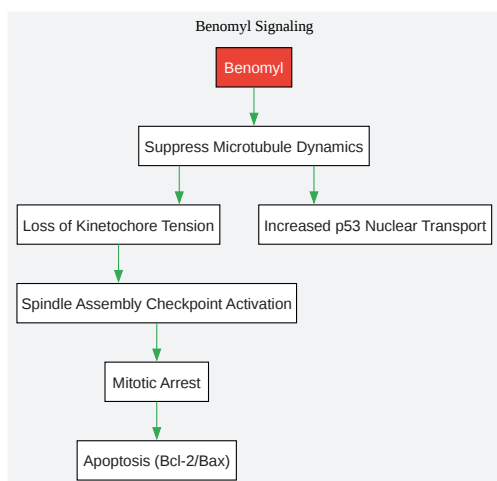 Benomyl Signaling
Benomyl
Suppress Microtubule Dynamics
Loss of Kinetochore Tension
Increased p53 Nuclear Transport
Spindle Assembly Checkpoint Activation
Mitotic Arrest
Apoptosis (Bcl-2/Bax)